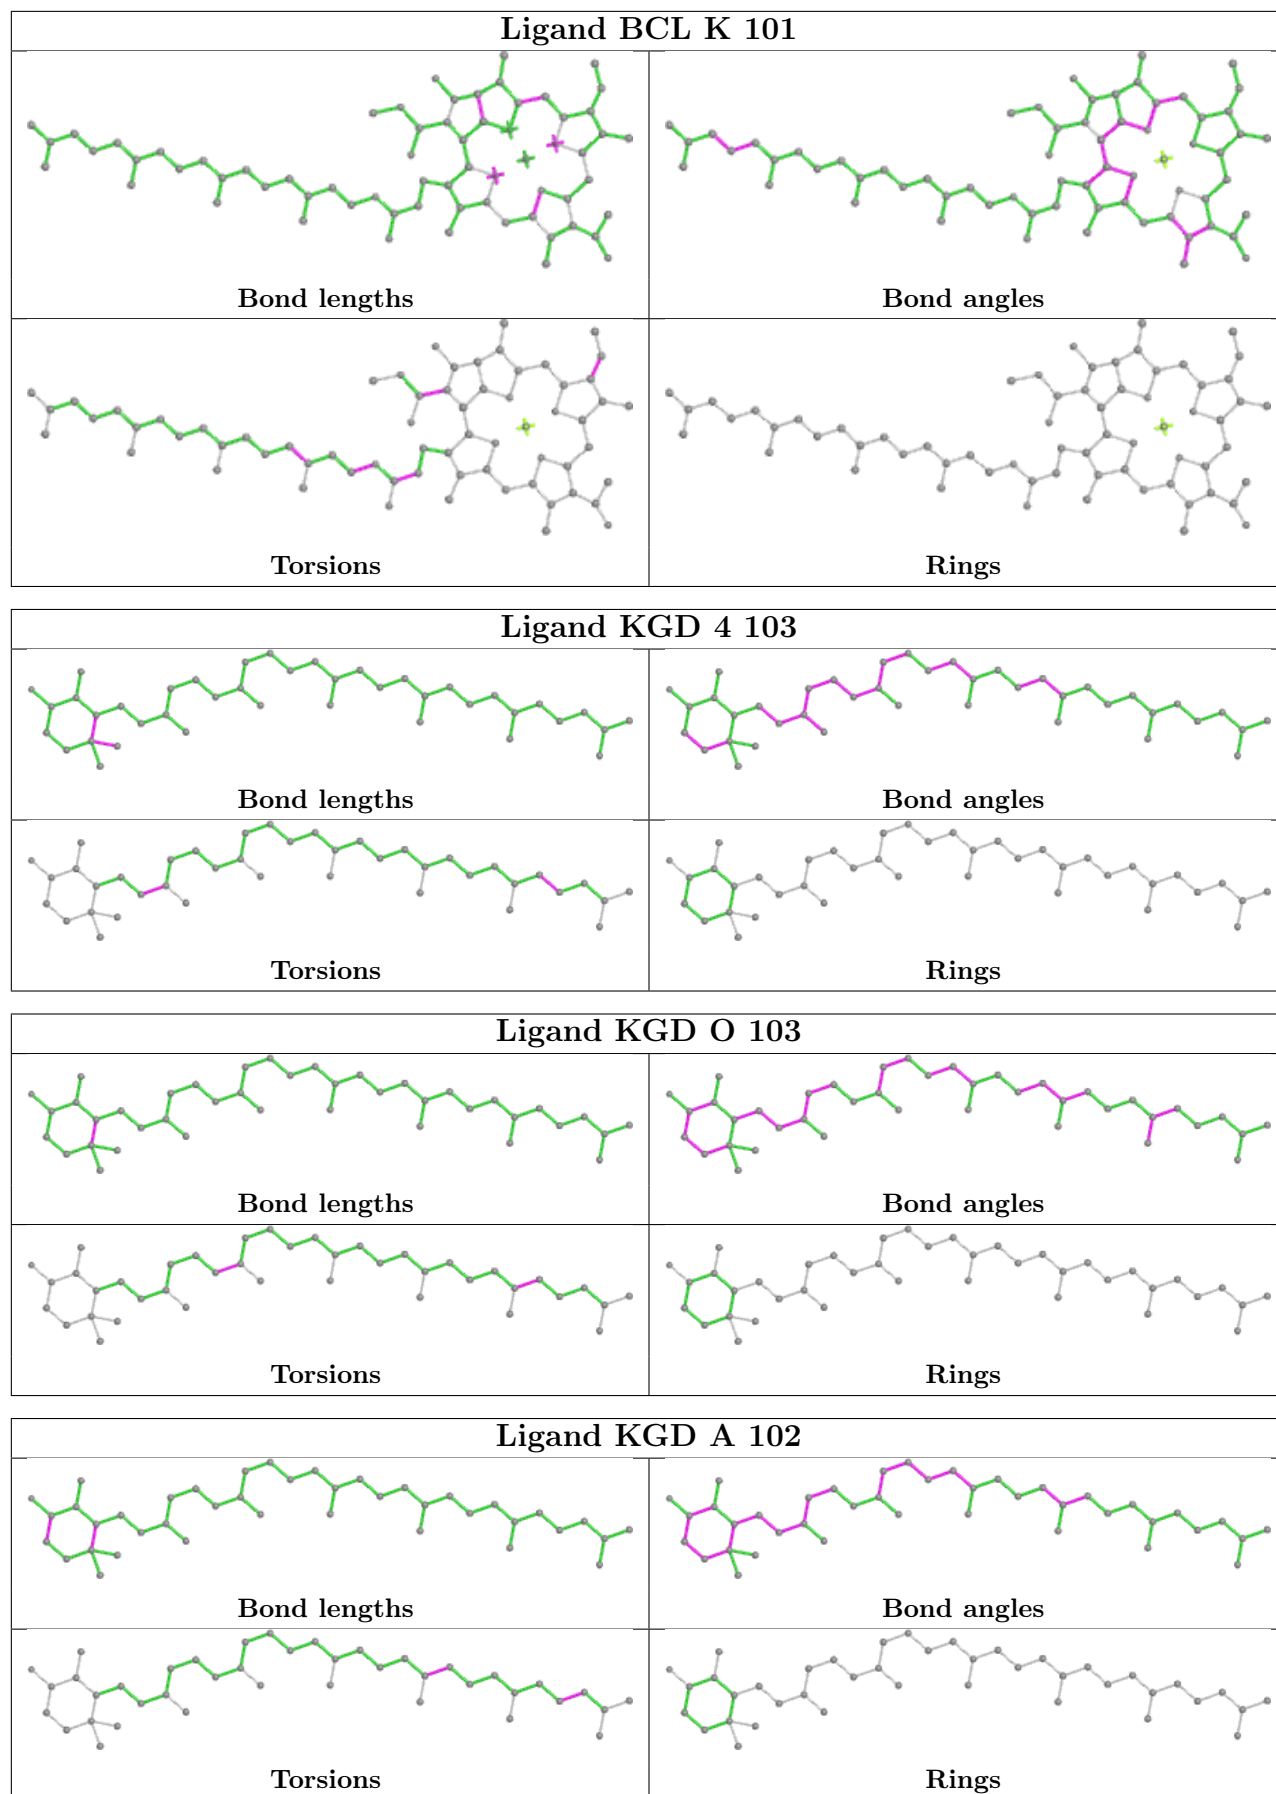 Ligand BCL K 101
Bond lengths
Bond angles
Torsions
Rings
Ligand KGD 4 103
Bond lengths
Bond angles
Torsions
Rings
Ligand KGD O 103
Bond lengths
Bond angles
Torsions
Rings
Ligand KGD A 102
Bond lengths
Bond angles
Torsions
Rings